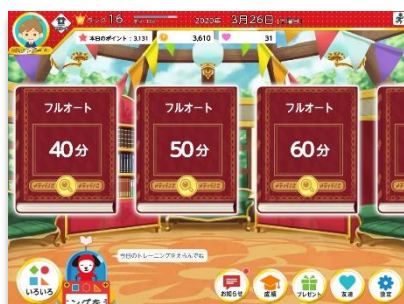 ランク16
2020年 3月26日
本日のポイント：3,131
3,610
31
フルオート
40分
フルオート
50分
フルオート
60分
今日のトレーニングをえらんでね
いろいろ
お知らせ
成績
プレゼント
友達
設定